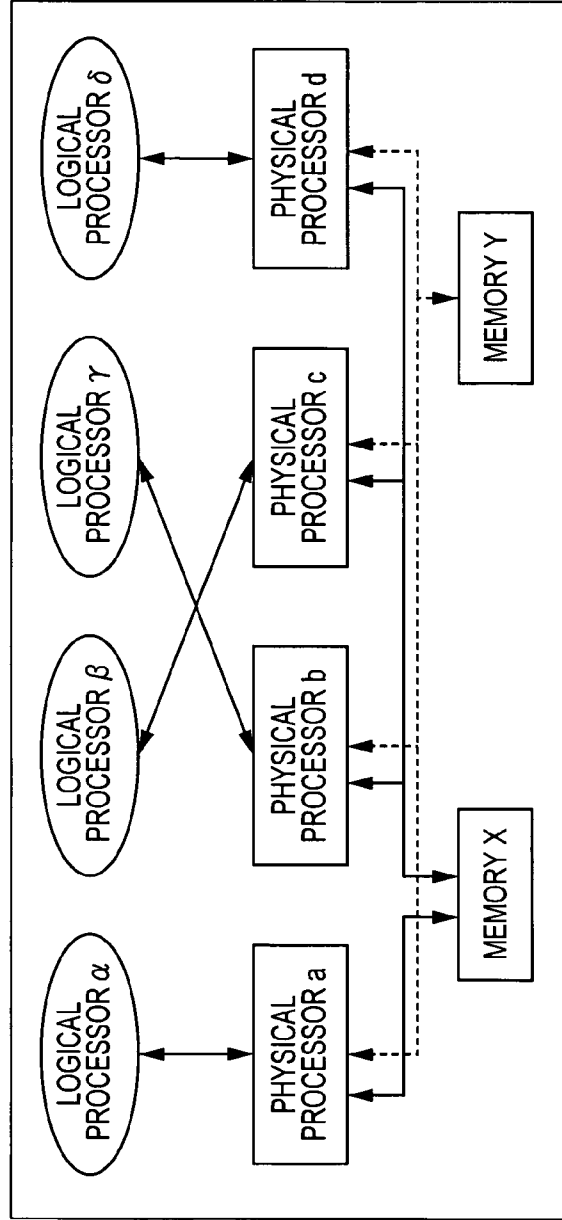 LOGICAL
PROCESSOR α
LOGICAL
PROCESSOR β
LOGICAL
PROCESSOR γ
LOGICAL
PROCESSOR δ
PHYSICAL
PROCESSOR a
PHYSICAL
PROCESSOR b
PHYSICAL
PROCESSOR c
PHYSICAL
PROCESSOR d
MEMORY X
MEMORY Y